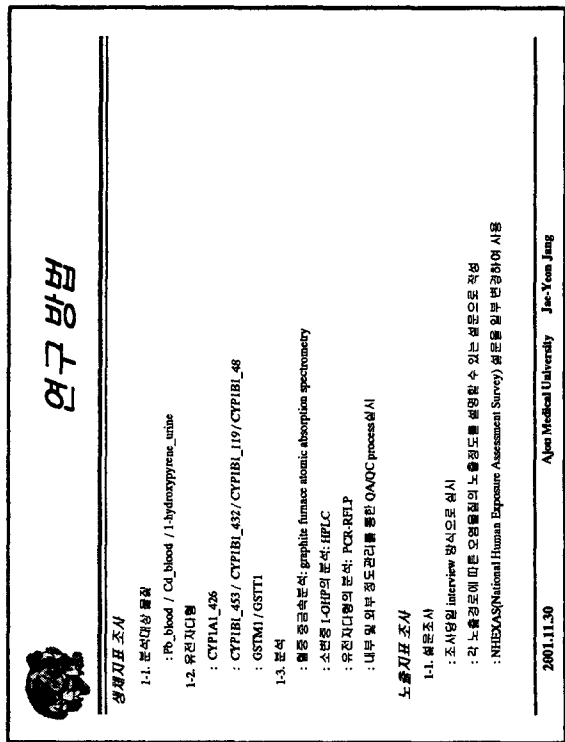 연구 방법
생체지표 조사
1-1. 분석대상 물질
: Pb_blood / Cd_blood / 1-hydroxypyrene_urine
1-2. 유전자다형
: CYP1A1_426
: CYP1B1_453 / CYP1B1_432 / CYP1B1_119 / CYP1B1_48
: GSTM1 / GSTT1
1-3. 분석
: 혈중 중금속분석: graphite furnace atomic absorption spectrometry
: 소변중 1-OHP의 분석: HPLC
: 유전자다형의 분석: PCR-RFLP
: 내부 및 외부 정도관리를 통한 QA/QC process실시
노출지표 조사
1-1. 설문조사
: 조사당일 interview 방식으로 실시
: 각 노출경로에 따른 오염물질의 노출정도를 설명할 수 있는 설문으로 작성
: NHEXAS(National Human Exposure Assessment Survey) 설문을 일부 변경하여 사용
2001.11.30 Ajou Medical University Jae-Yeon Jang